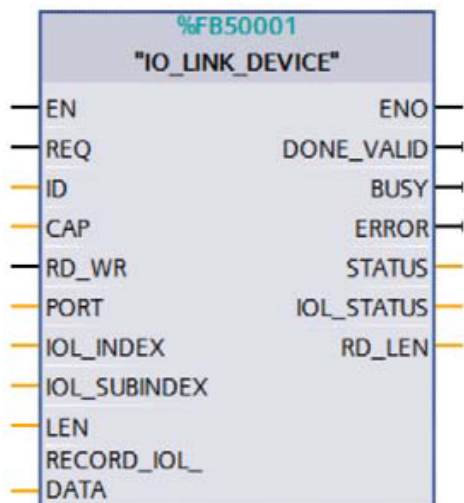 %FB50001
"IO_LINK_DEVICE"
EN ENO
REQ DONE_VALID
ID BUSY
CAP ERROR
RD_WR STATUS
PORT IOL_STATUS
IOL_INDEX RD_LEN
IOL_SUBINDEX
LEN
RECORD_IOL_
DATA